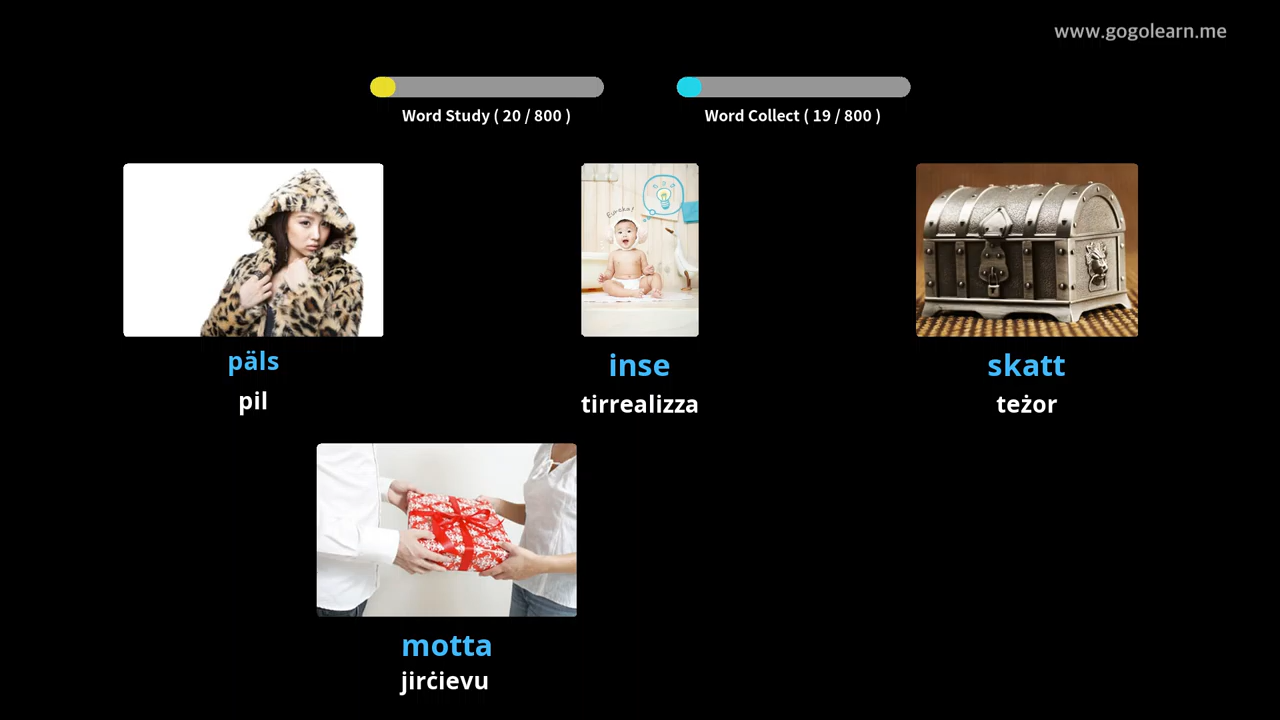 www.gogolearn.me
Word Study ( 20 / 800 )
Word Collect ( 19 / 800 )
Eureka!
päls
pil
inse
tirrealizza
skatt
teżor
motta
jirċievu